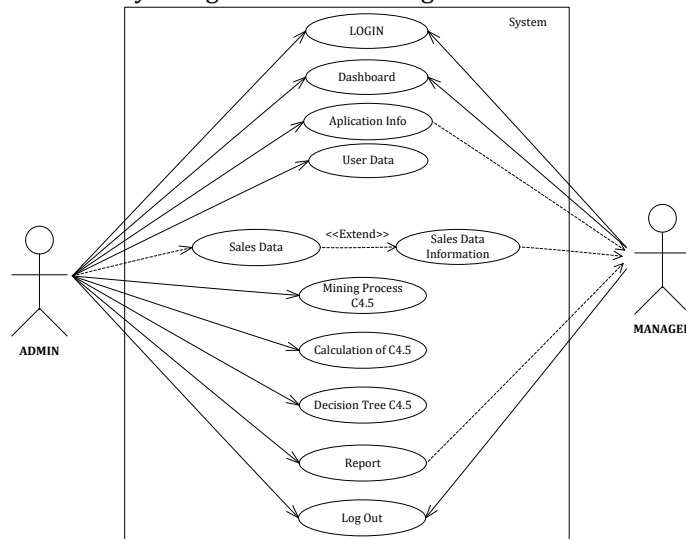 System
LOGIN
Dashboard
Aplication Info
User Data
<<Extend>>
Sales Data
Sales Data
Information
Mining Process
C4.5
ADMIN
MANAGER
Calculation of C4.5
Decision Tree C4.5
Report
Log Out